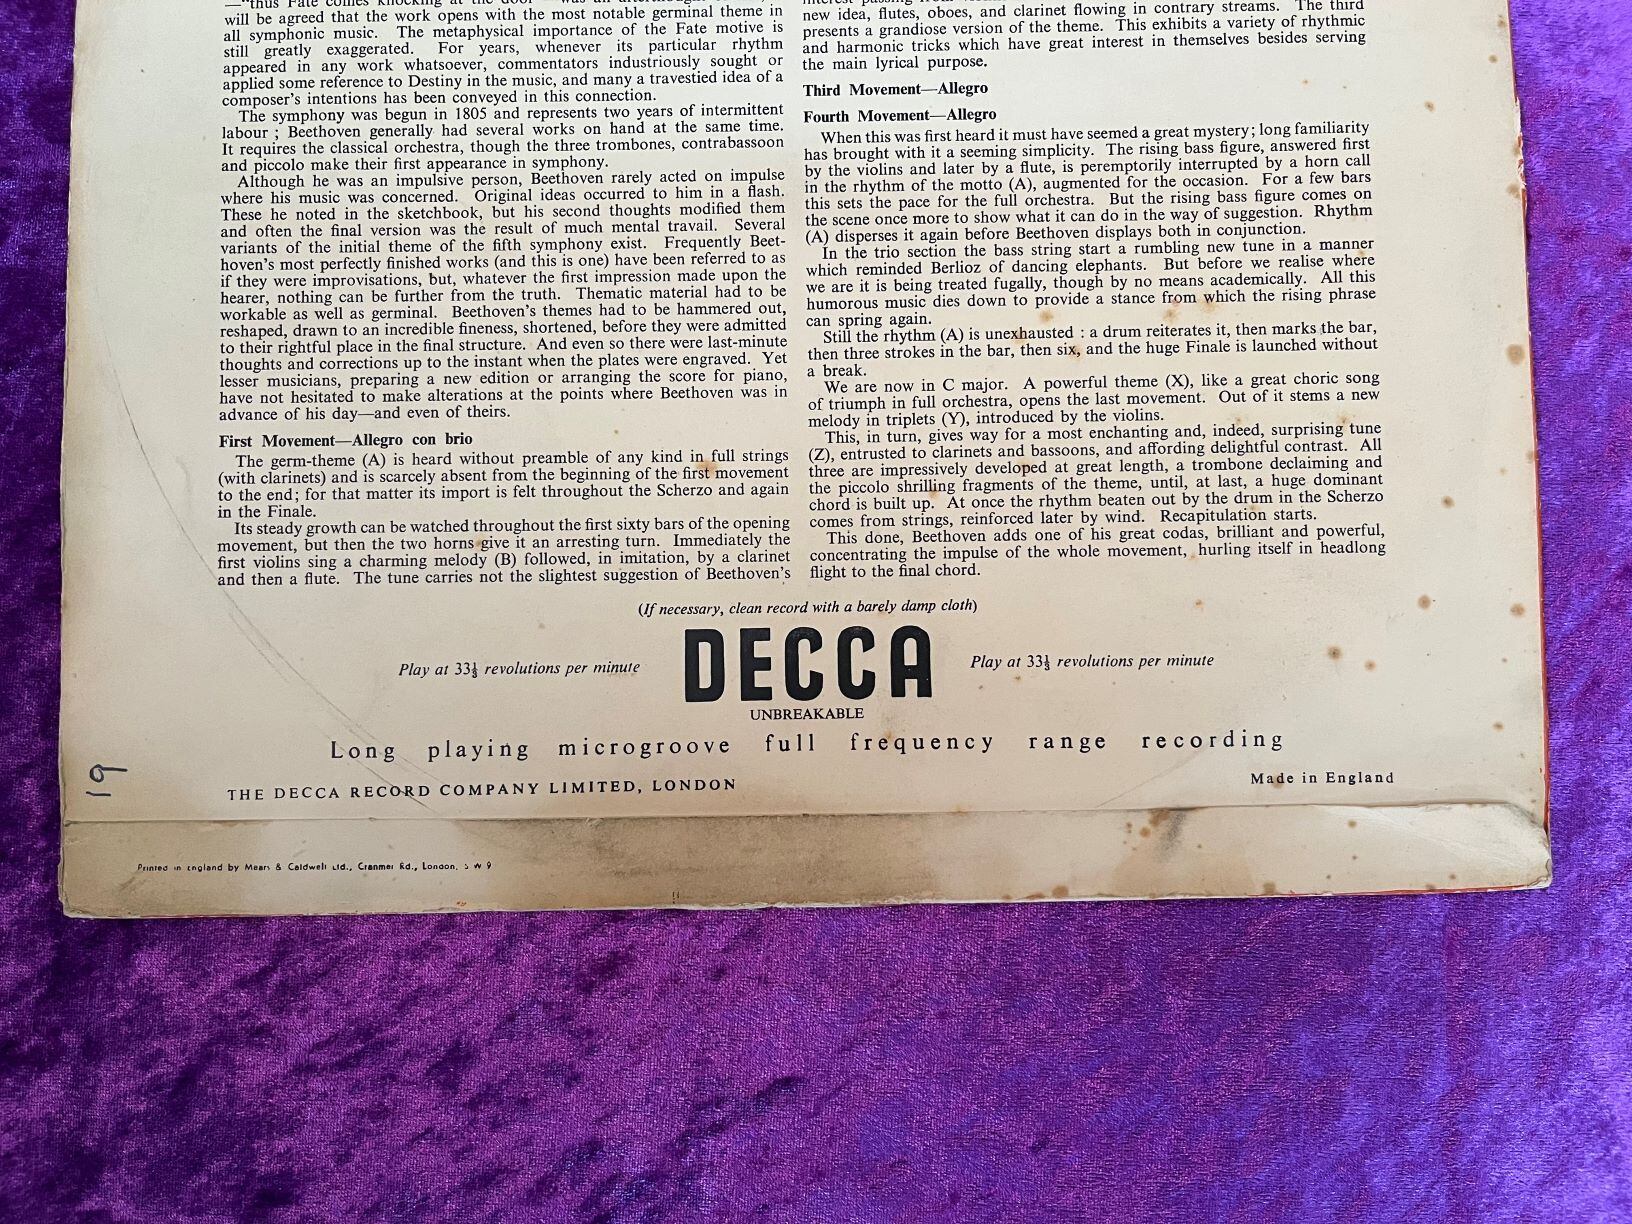 —"thus Fate comes knocking at the door"—was an
will be agreed that the work opens with the most notable germinal theme in
all symphonic music. The metaphysical importance of the Fate motive is
still greatly exaggerated. For years, whenever its particular rhythm
appeared in any work whatsoever, commentators industriously sought or
applied some reference to Destiny in the music, and many a travestied idea of a
composer's intentions has been conveyed in this connection.
The symphony was begun in 1805 and represents two years of intermittent
labour ; Beethoven generally had several works on hand at the same time.
It requires the classical orchestra, though the three trombones, contrabassoon
and piccolo make their first appearance in symphony.
Although he was an impulsive person, Beethoven rarely acted on impulse
where his music was concerned. Original ideas occurred to him in a flash.
These he noted in the sketchbook, but his second thoughts modified them
and often the final version was the result of much mental travail. Several
variants of the initial theme of the fifth symphony exist. Frequently Beet-
hoven's most perfectly finished works (and this is one) have been referred to as
if they were improvisations, but, whatever the first impression made upon the
hearer, nothing can be further from the truth. Thematic material had to be
workable as well as germinal. Beethoven's themes had to be hammered out,
reshaped, drawn to an incredible fineness, shortened, before they were admitted
to their rightful place in the final structure. And even so there were last-minute
thoughts and corrections up to the instant when the plates were engraved. Yet
lesser musicians, preparing a new edition or arranging the score for piano,
have not hesitated to make alterations at the points where Beethoven was in
advance of his day—and even of theirs.
First Movement—Allegro con brio
The germ-theme (A) is heard without preamble of any kind in full strings
(with clarinets) and is scarcely absent from the beginning of the first movement
to the end; for that matter its import is felt throughout the Scherzo and again
in the Finale.
Its steady growth can be watched throughout the first sixty bars of the opening
movement, but then the two horns give it an arresting turn. Immediately the
first violins sing a charming melody (B) followed, in imitation, by a clarinet
and then a flute. The tune carries not the slightest suggestion of Beethoven's
interest passing from
new idea, flutes, oboes, and clarinet flowing in contrary streams. The third
presents a grandiose version of the theme. This exhibits a variety of rhythmic
and harmonic tricks which have great interest in themselves besides serving
the main lyrical purpose.
Third Movement—Allegro
Fourth Movement—Allegro
When this was first heard it must have seemed a great mystery; long familiarity
has brought with it a seeming simplicity. The rising bass figure, answered first
by the violins and later by a flute, is peremptorily interrupted by a horn call
in the rhythm of the motto (A), augmented for the occasion. For a few bars
this sets the pace for the full orchestra. But the rising bass figure comes on
the scene once more to show what it can do in the way of suggestion. Rhythm
(A) disperses it again before Beethoven displays both in conjunction.
In the trio section the bass string start a rumbling new tune in a manner
which reminded Berlioz of dancing elephants. But before we realise where
we are it is being treated fugally, though by no means academically. All this
humorous music dies down to provide a stance from which the rising phrase
can spring again.
Still the rhythm (A) is unexhausted : a drum reiterates it, then marks the bar,
then three strokes in the bar, then six, and the huge Finale is launched without
a break.
We are now in C major. A powerful theme (X), like a great choric song
of triumph in full orchestra, opens the last movement. Out of it stems a new
melody in triplets (Y), introduced by the violins.
This, in turn, gives way for a most enchanting and, indeed, surprising tune
(Z), entrusted to clarinets and bassoons, and affording delightful contrast. All
three are impressively developed at great length, a trombone declaiming and
the piccolo shrilling fragments of the theme, until, at last, a huge dominant
chord is built up. At once the rhythm beaten out by the drum in the Scherzo
comes from strings, reinforced later by wind. Recapitulation starts.
This done, Beethoven adds one of his great codas, brilliant and powerful,
concentrating the impulse of the whole movement, hurling itself in headlong
flight to the final chord.
(If necessary, clean record with a barely damp cloth)
Play at 33⅓ revolutions per minute
DECCA
Play at 33⅓ revolutions per minute
UNBREAKABLE
Long playing microgroove full frequency range recording
19
THE DECCA RECORD COMPANY LIMITED, LONDON
Made in England
Printed in England by Mears & Caldwell Ltd., Cranmer Rd., London, S W 9